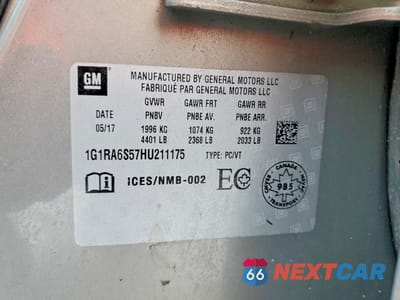 GM
MANUFACTURED BY GENERAL MOTORS LLC
FABRIQUÉ PAR GENERAL MOTORS LLC
GVWR GAWR FRT GAWR RR
DATE PNBV PNBE AV. PNBE ARR.
05/17 1996 KG 1074 KG 922 KG
4401 LB 2368 LB 2033 LB
1G1RA6S57HU211175 TYPE: PC/VT
ICES/NMB-002 EC
CANADA
985
66 NEXTCAR